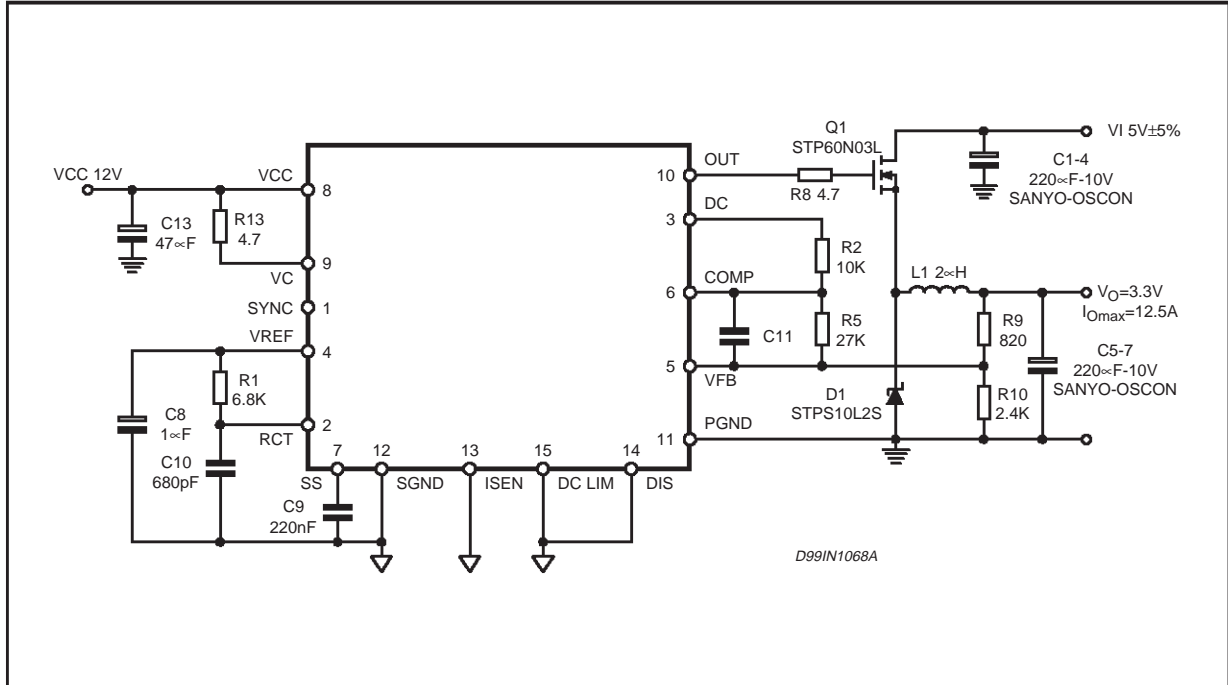 Q1
STP60N03L
VI 5V±5%
OUT
10
R8 4.7
C1-4
220∝F-10V
SANYO-OSCON
VCC 12V
VCC
8
DC
3
C13
47∝F
R13
4.7
R2
10K
VC
9
COMP
6
L1 2∝H
VO=3.3V
IOmax=12.5A
SYNC
1
C11
R5
27K
R9
820
VREF
4
5
VFB
C5-7
220∝F-10V
SANYO-OSCON
R1
6.8K
D1
STPS10L2S
R10
2.4K
C8
1∝F
RCT
2
PGND
11
C10
680pF
7
12
13
15
14
SS
SGND
ISEN
DC LIM
DIS
C9
220nF
D99IN1068A